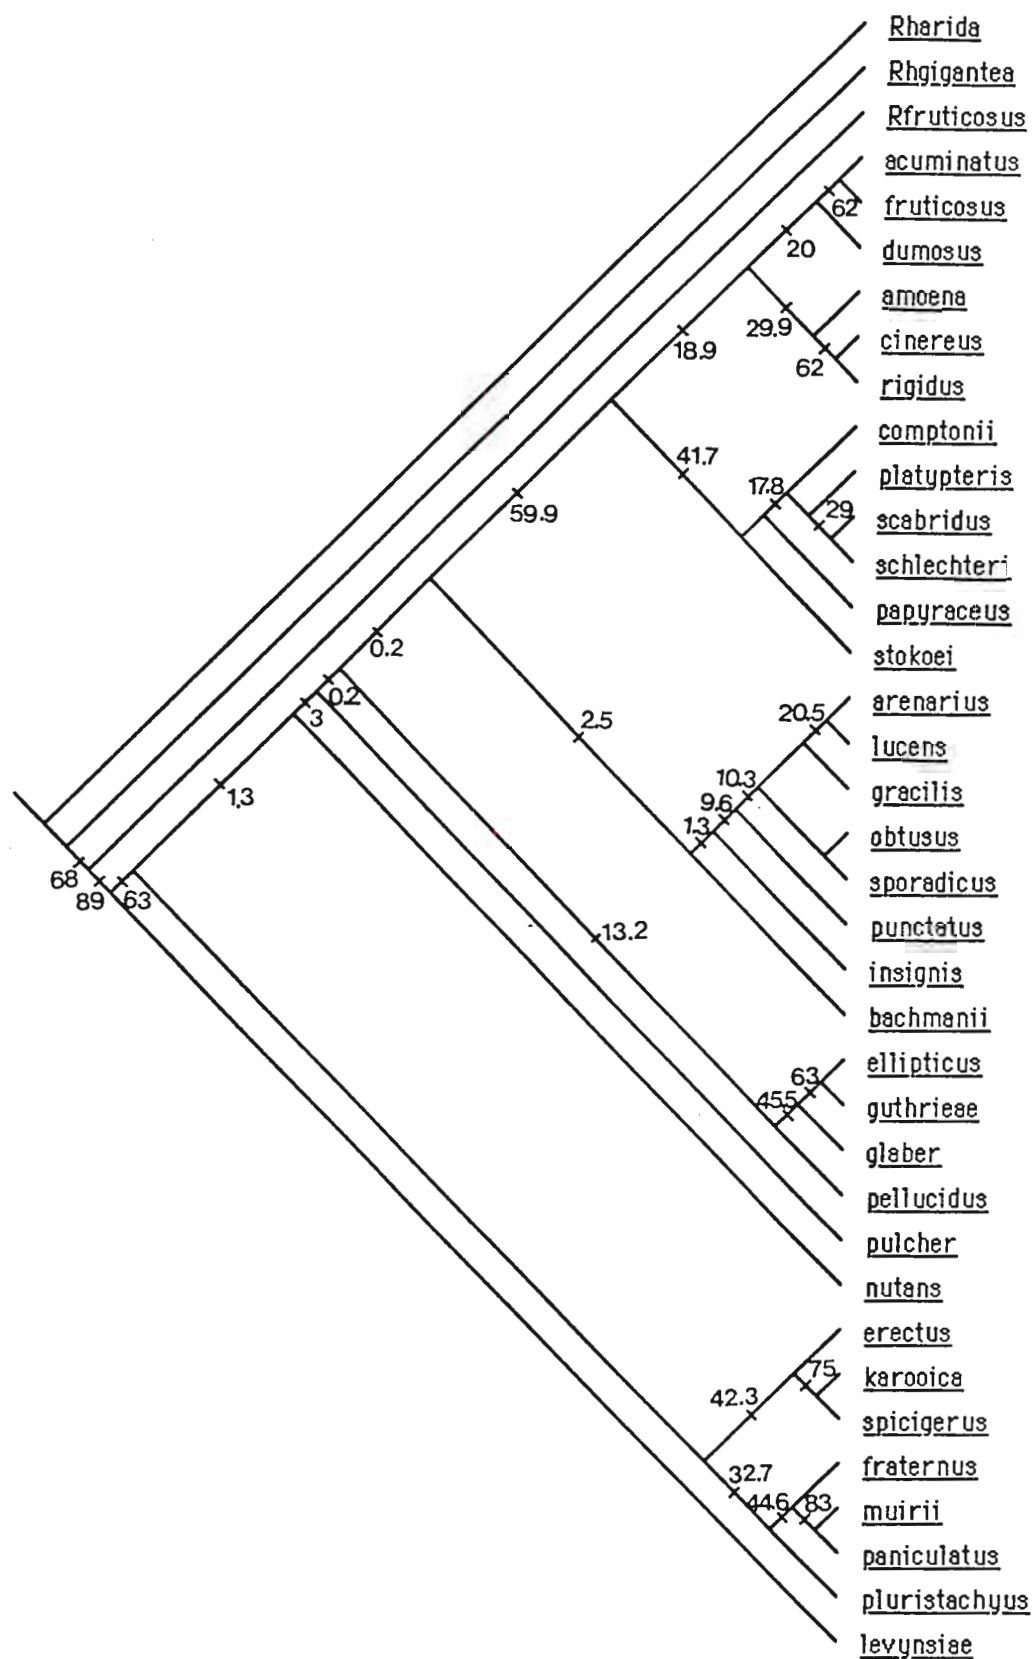 Rharida
Rhgigantea
Rfruticosus
acuminatus
62
fruticosus
20
dumosus
amoena
29.9
18.9
cinereus
62
rigidus
comptonii
41.7
platypteris
17.8
29
59.9
scabridus
schlechteri
papyraceus
0.2
stokoei
0.2
arenarius
3
20.5
2.5
lucens
10.3
gracilis
1.3
9.6
1.3
obtusus
68
89
63
sporadicus
13.2
punctatus
insignis
bachmanii
ellipticus
63
45.5
guthrieae
glaber
pellucidus
pulcher
nutans
erectus
75
karooica
42.3
spicigerus
fraternus
32.7
44.6
83
muirii
paniculatus
pluristachyus
levynsiae